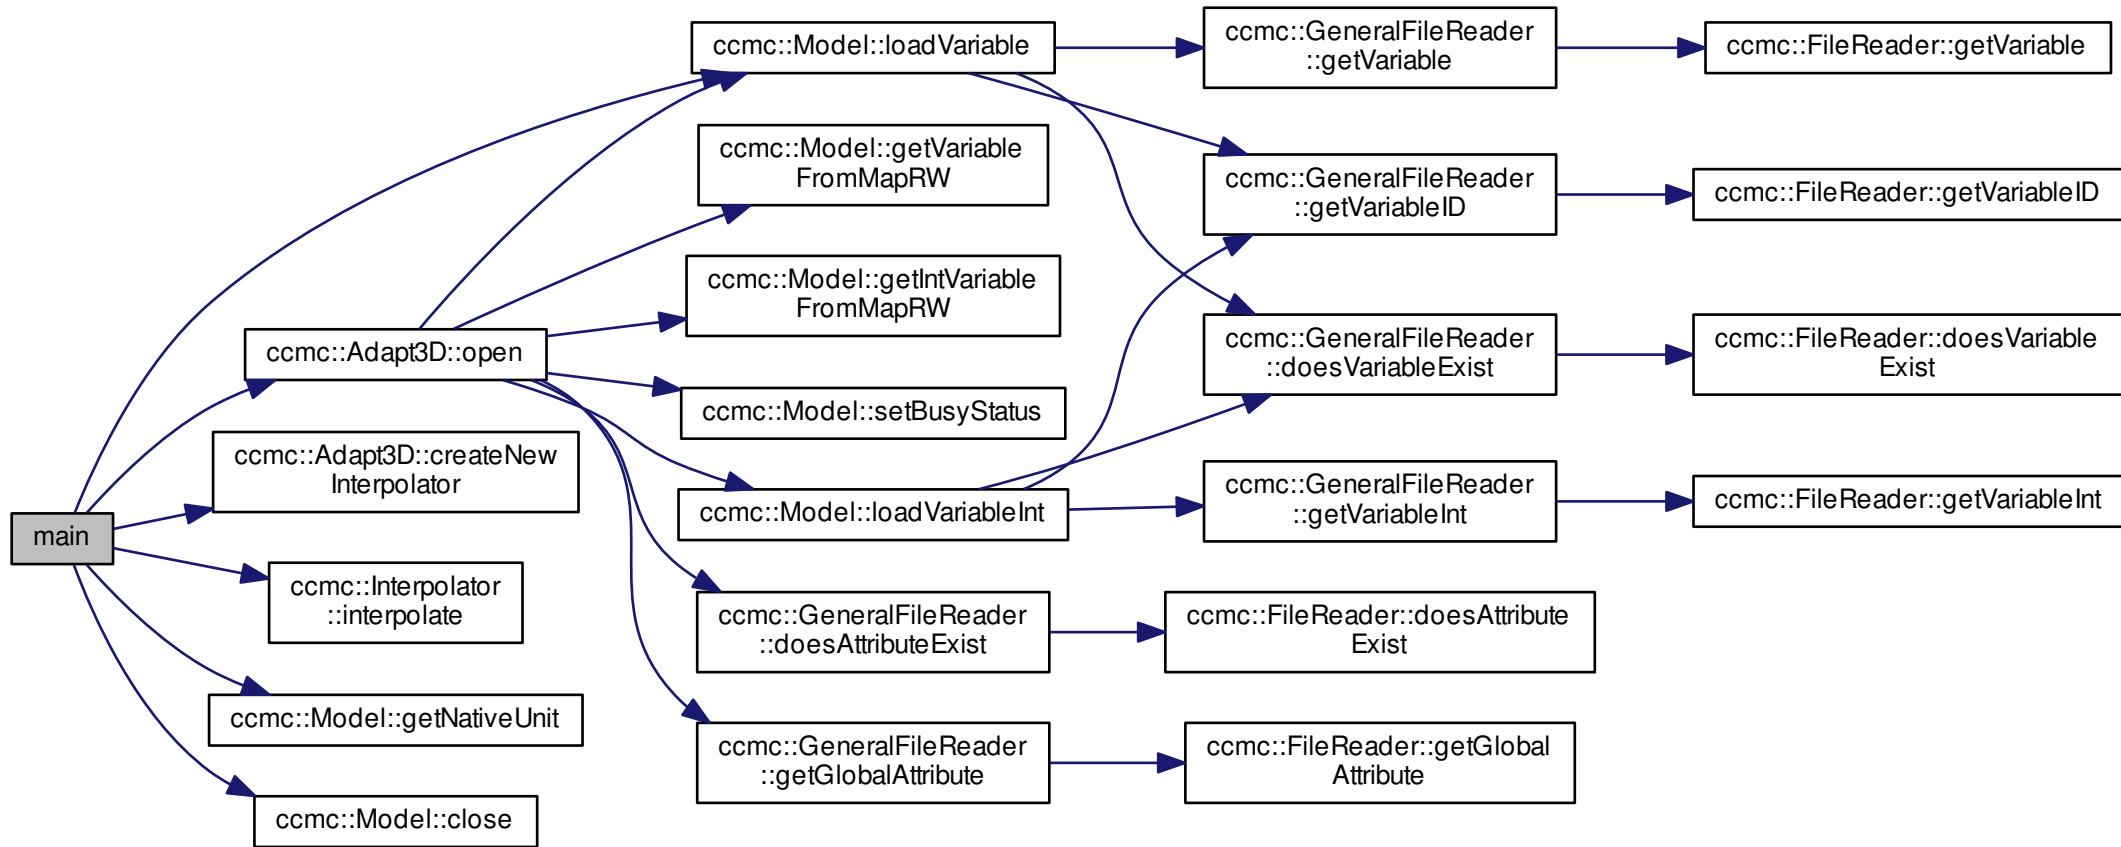 main
ccmc::Model::loadVariable
ccmc::Adapt3D::open
ccmc::Adapt3D::createNew
Interpolator
ccmc::Interpolator
::interpolate
ccmc::Model::getNativeUnit
ccmc::Model::close
ccmc::Model::getVariable
FromMapRW
ccmc::Model::getIntVariable
FromMapRW
ccmc::Model::setBusyStatus
ccmc::Model::loadVariableInt
ccmc::GeneralFileReader
::doesAttributeExist
ccmc::GeneralFileReader
::getGlobalAttribute
ccmc::GeneralFileReader
::getVariable
ccmc::GeneralFileReader
::getVariableID
ccmc::GeneralFileReader
::doesVariableExist
ccmc::GeneralFileReader
::getVariableInt
ccmc::FileReader::doesAttribute
Exist
ccmc::FileReader::getGlobal
Attribute
ccmc::FileReader::getVariable
ccmc::FileReader::getVariableID
ccmc::FileReader::doesVariable
Exist
ccmc::FileReader::getVariableInt